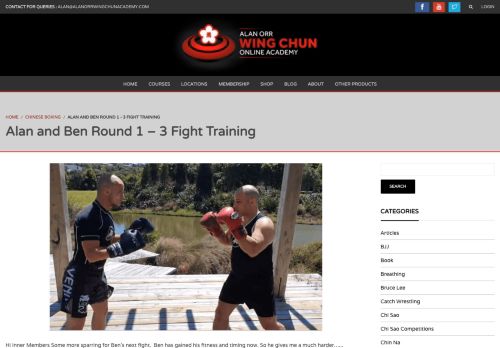 CONTACT FOR QUERIES : ALAN@ALANORRWINGCHUNACADEMY.COM
LOGIN
ALAN ORR
WING CHUN
ONLINE ACADEMY
HOME COURSES LOCATIONS MEMBERSHIP SHOP BLOG ABOUT OTHER PRODUCTS
HOME / CHINESE BOXING / ALAN AND BEN ROUND 1 - 3 FIGHT TRAINING
Alan and Ben Round 1 – 3 Fight Training
SEARCH
CATEGORIES
Articles
BJJ
Book
Breathing
Bruce Lee
Catch Wrestling
Chi Sao
Chi Sao Competitions
Chin Na
Hi Inner Members Some more sparring for Ben's next fight, Ben has gained his fitness and timing now. So he gives me a much harder......